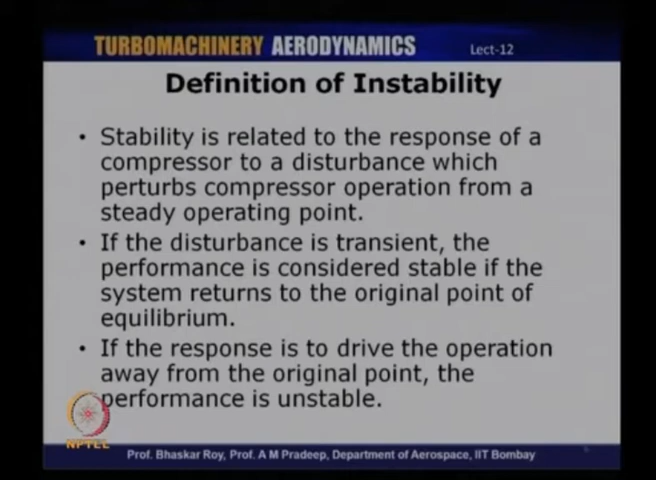 TURBOMACHINERY AERODYNAMICS Lect-12
Definition of Instability
• Stability is related to the response of a
compressor to a disturbance which
perturbs compressor operation from a
steady operating point.
• If the disturbance is transient, the
performance is considered stable if the
system returns to the original point of
equilibrium.
• If the response is to drive the operation
away from the original point, the
performance is unstable.
NPTEL
Prof. Bhaskar Roy, Prof. A M Pradeep, Department of Aerospace, IIT Bombay